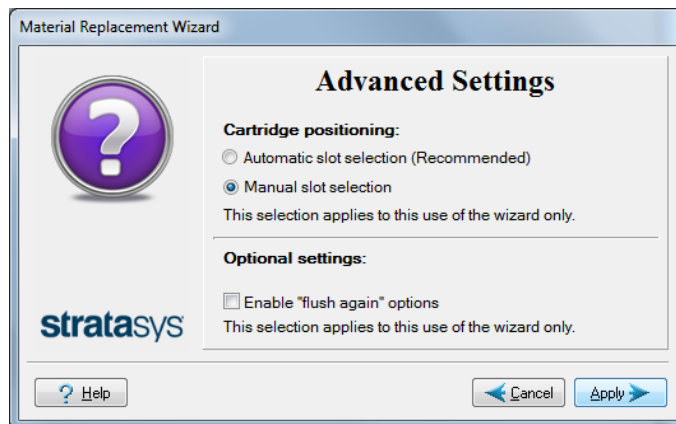 Material Replacement Wizard
Advanced Settings
Cartridge positioning:
Automatic slot selection (Recommended)
Manual slot selection
This selection applies to this use of the wizard only.
Optional settings:
Enable "flush again" options
This selection applies to this use of the wizard only.
stratasys
? Help
Cancel
Apply